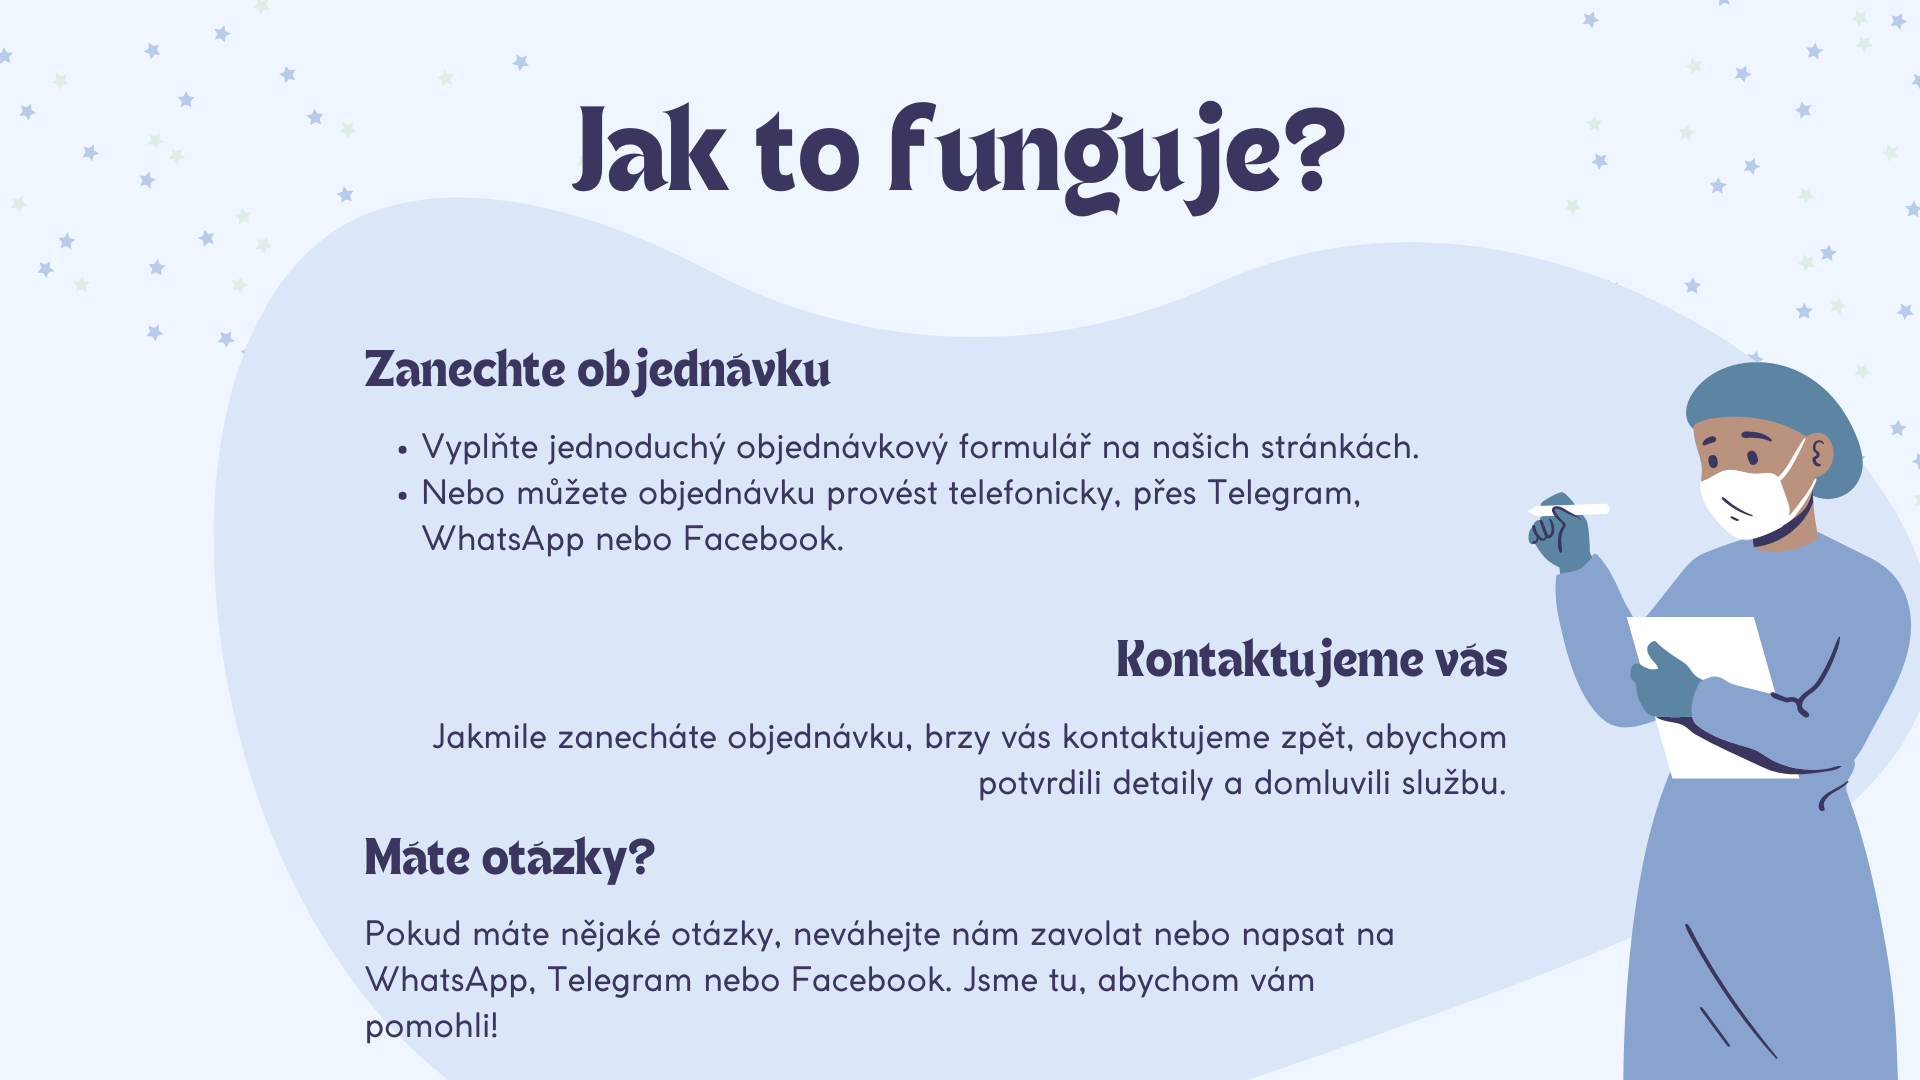 Jak to funguje?
Zanechte objednávku
• Vyplňte jednoduchý objednávkový formulář na našich stránkách.
• Nebo můžete objednávku provést telefonicky, přes Telegram,
WhatsApp nebo Facebook.
Kontaktujeme vás
Jakmile zanecháte objednávku, brzy vás kontaktujeme zpět, abychom
potvrdili detaily a domluvili službu.
Máte otázky?
Pokud máte nějaké otázky, neváhejte nám zavolat nebo napsat na
WhatsApp, Telegram nebo Facebook. Jsme tu, abychom vám
pomohli!